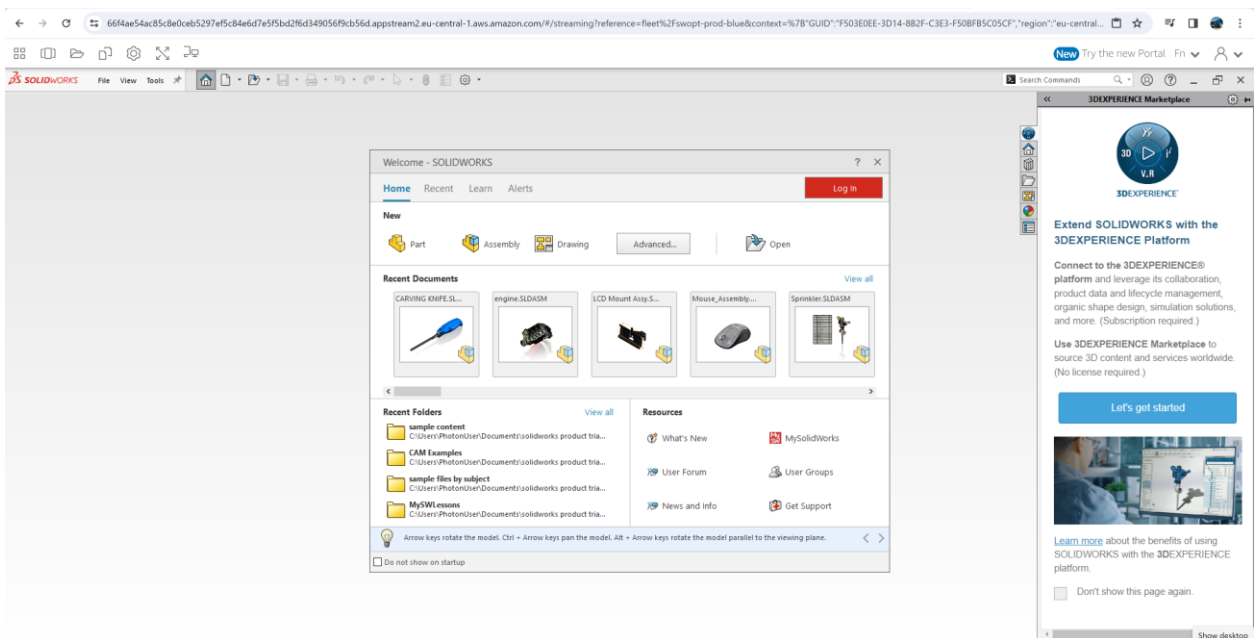 66f4ae54ac85c8e0ceb5297ef5c84e6d7e5f5bd2f6d349056f9cb56d.appstream2.eu-central-1.aws.amazon.com/#/streaming?reference=fleet%2Fswopt-prod-blue&context=%7B"GUID":"F503E0EE-3D14-8B2F-C3E3-F50BFB5C05CF","region":"eu-central...
New Try the new Portal Fn
SOLIDWORKS File View Tools
Search Commands
3DEXPERIENCE Marketplace
Welcome - SOLIDWORKS
Home Recent Learn Alerts Log In
New
Part Assembly Drawing Advanced... Open
Recent Documents View all
CARVING KNIFE.SL... engine.SLDASM LCD Mount Assy.S... Mouse_Assembly.... Sprinkler.SLDASM
Recent Folders View all
sample content
C:\Users\PhotonUser\Documents\solidworks product tria...
CAM Examples
C:\Users\PhotonUser\Documents\solidworks product tria...
sample files by subject
C:\Users\PhotonUser\Documents\solidworks product tria...
MySWLessons
C:\Users\PhotonUser\Documents\solidworks product tria...
Resources
What's New MySolidWorks
User Forum User Groups
News and Info Get Support
Arrow keys rotate the model. Ctrl + Arrow keys pan the model. Alt + Arrow keys rotate the model parallel to the viewing plane.
Do not show on startup
3D V.R
3DEXPERIENCE
Extend SOLIDWORKS with the
3DEXPERIENCE Platform
Connect to the 3DEXPERIENCE®
platform and leverage its collaboration,
product data and lifecycle management,
organic shape design, simulation solutions,
and more. (Subscription required.)
Use 3DEXPERIENCE Marketplace to
source 3D content and services worldwide.
(No license required.)
Let's get started
Learn more about the benefits of using
SOLIDWORKS with the 3DEXPERIENCE
platform.
Don't show this page again.
Show desktop